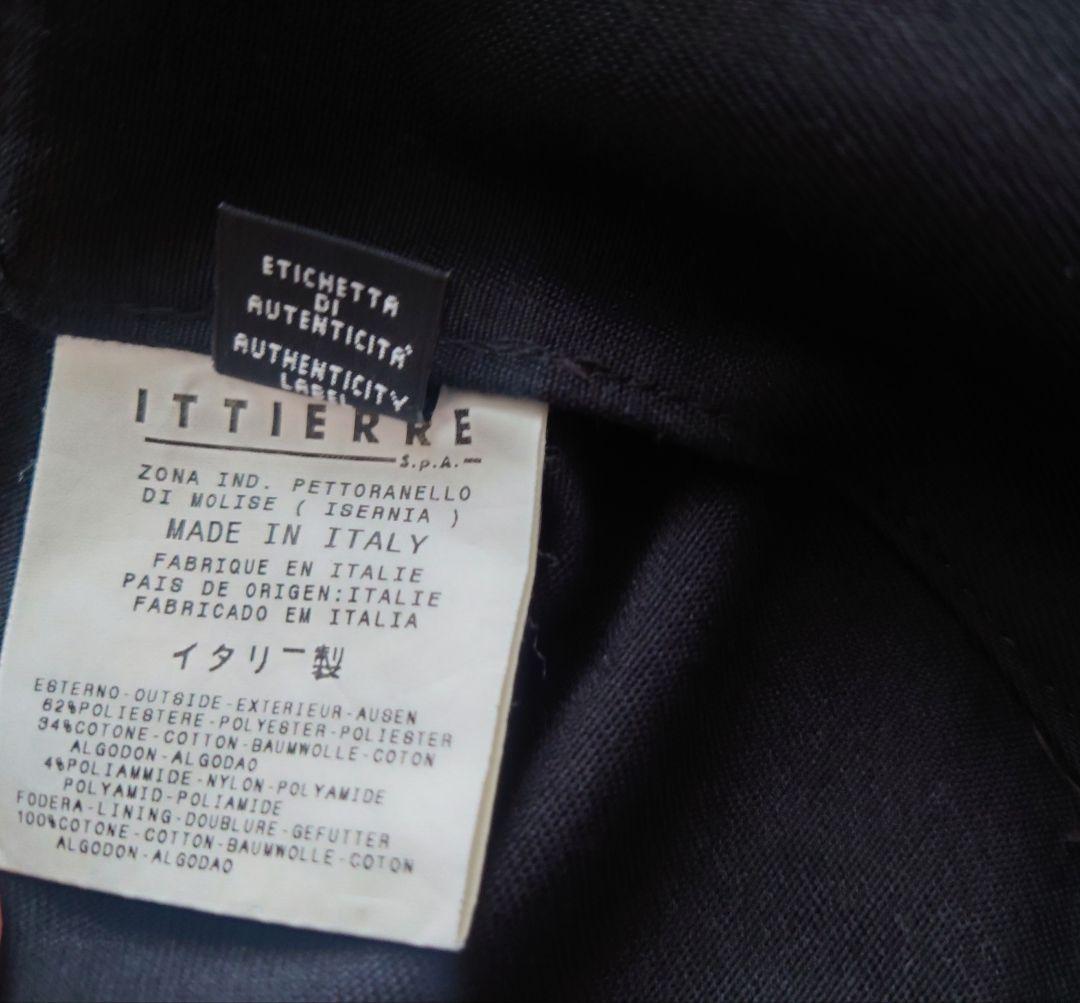 ETICHETTA
DI
AUTENTICITÀ
AUTHENTICITY
LABEL
ITTIERRE
S.p.A.
ZONA IND. PETTORANELLO
DI MOLISE ( ISERNIA )
MADE IN ITALY
FABRIQUE EN ITALIE
PAIS DE ORIGEN:ITALIE
FABRICADO EM ITALIA
イタリー製
ESTERNO-OUTSIDE-EXTERIEUR-AUSEN
62%POLIESTERE-POLYESTER-POLIESTER
34%COTONE-COTTON-BAUMWOLLE-COTON
ALGODON-ALGODAO
4%POLIAMMIDE-NYLON-POLYAMIDE
POLYAMID-POLIAMIDE
FODERA-LINING-DOUBLURE-GEFUTTER
100%COTONE-COTTON-BAUMWOLLE-COTON
ALGODON-ALGODAO